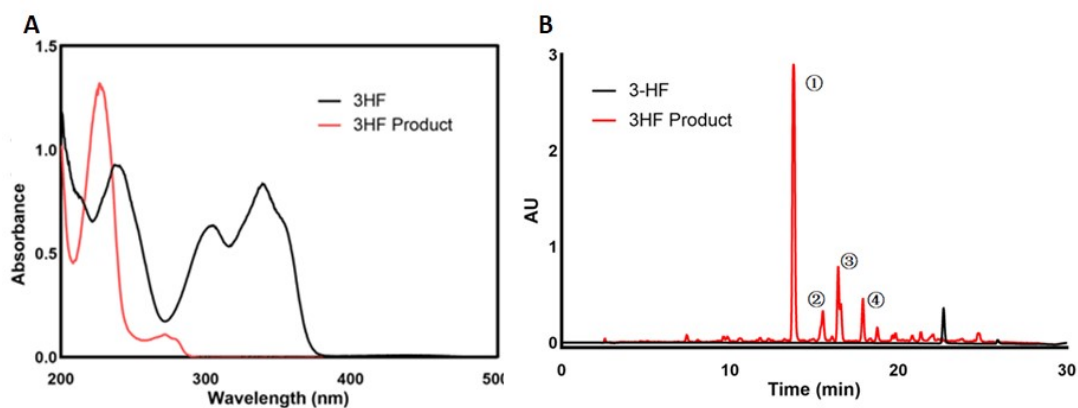 A
1.5
1.0
0.5
0.0
Absorbance
200
300
400
500
Wavelength (nm)
3HF
3HF Product
B
3
2
1
0
AU
0
10
20
30
Time (min)
3-HF
3HF Product
①
②
③
④